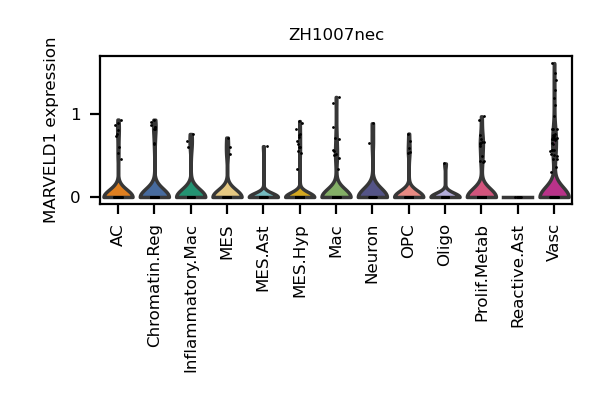 ZH1007nec
MARVELD1 expression
1
0
AC
Chromatin.Reg
Inflammatory.Mac
MES
MES.Ast
MES.Hyp
Mac
Neuron
OPC
Oligo
Prolif.Metab
Reactive.Ast
Vasc